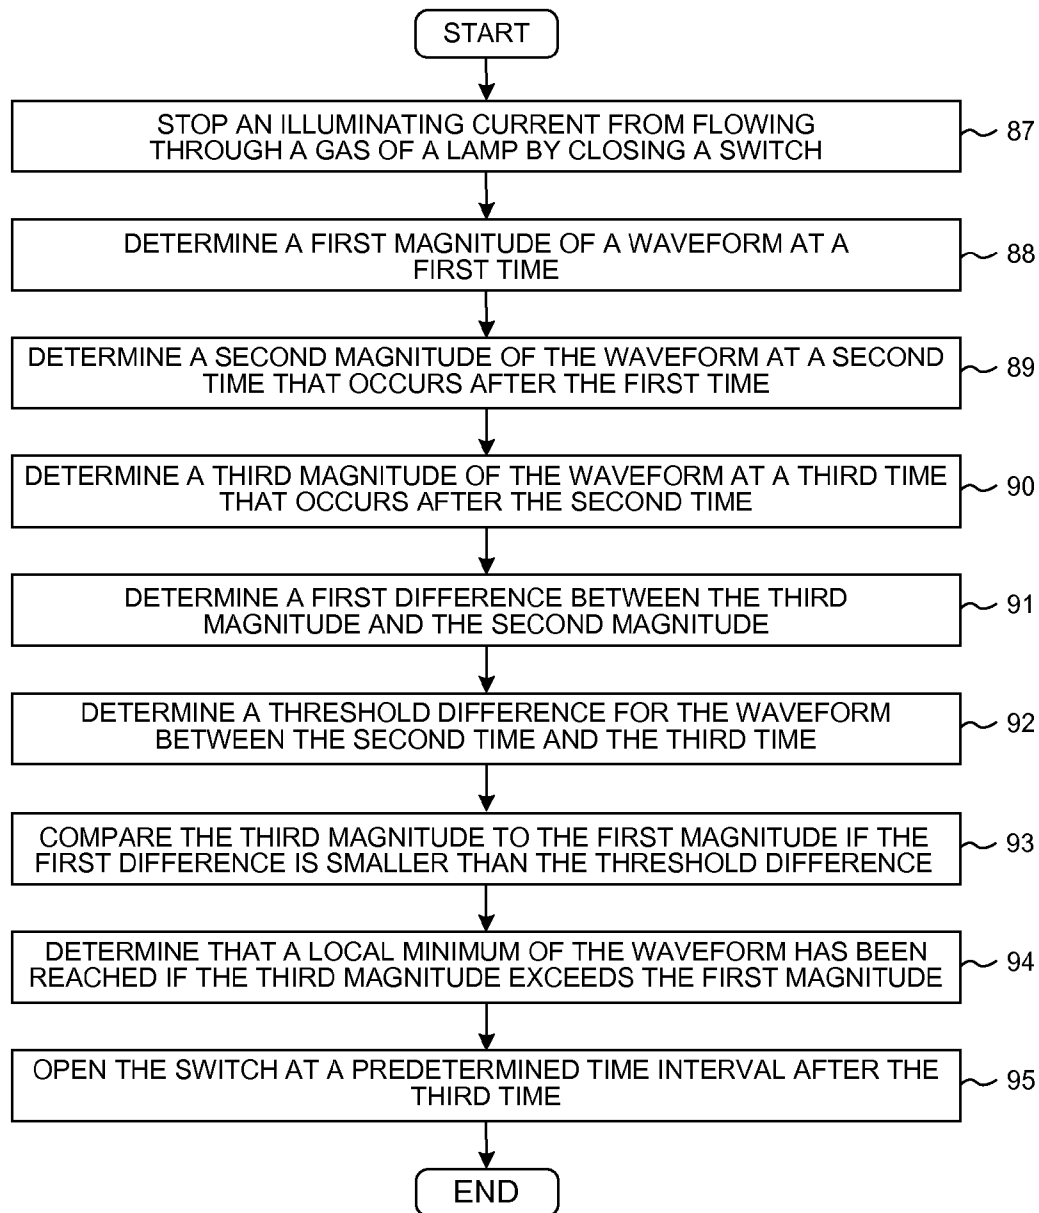 START
STOP AN ILLUMINATING CURRENT FROM FLOWING
THROUGH A GAS OF A LAMP BY CLOSING A SWITCH
87
DETERMINE A FIRST MAGNITUDE OF A WAVEFORM AT A
FIRST TIME
88
DETERMINE A SECOND MAGNITUDE OF THE WAVEFORM AT A SECOND
TIME THAT OCCURS AFTER THE FIRST TIME
89
DETERMINE A THIRD MAGNITUDE OF THE WAVEFORM AT A THIRD TIME
THAT OCCURS AFTER THE SECOND TIME
90
DETERMINE A FIRST DIFFERENCE BETWEEN THE THIRD
MAGNITUDE AND THE SECOND MAGNITUDE
91
DETERMINE A THRESHOLD DIFFERENCE FOR THE WAVEFORM
BETWEEN THE SECOND TIME AND THE THIRD TIME
92
COMPARE THE THIRD MAGNITUDE TO THE FIRST MAGNITUDE IF THE
FIRST DIFFERENCE IS SMALLER THAN THE THRESHOLD DIFFERENCE
93
DETERMINE THAT A LOCAL MINIMUM OF THE WAVEFORM HAS BEEN
REACHED IF THE THIRD MAGNITUDE EXCEEDS THE FIRST MAGNITUDE
94
OPEN THE SWITCH AT A PREDETERMINED TIME INTERVAL AFTER THE
THIRD TIME
95
END